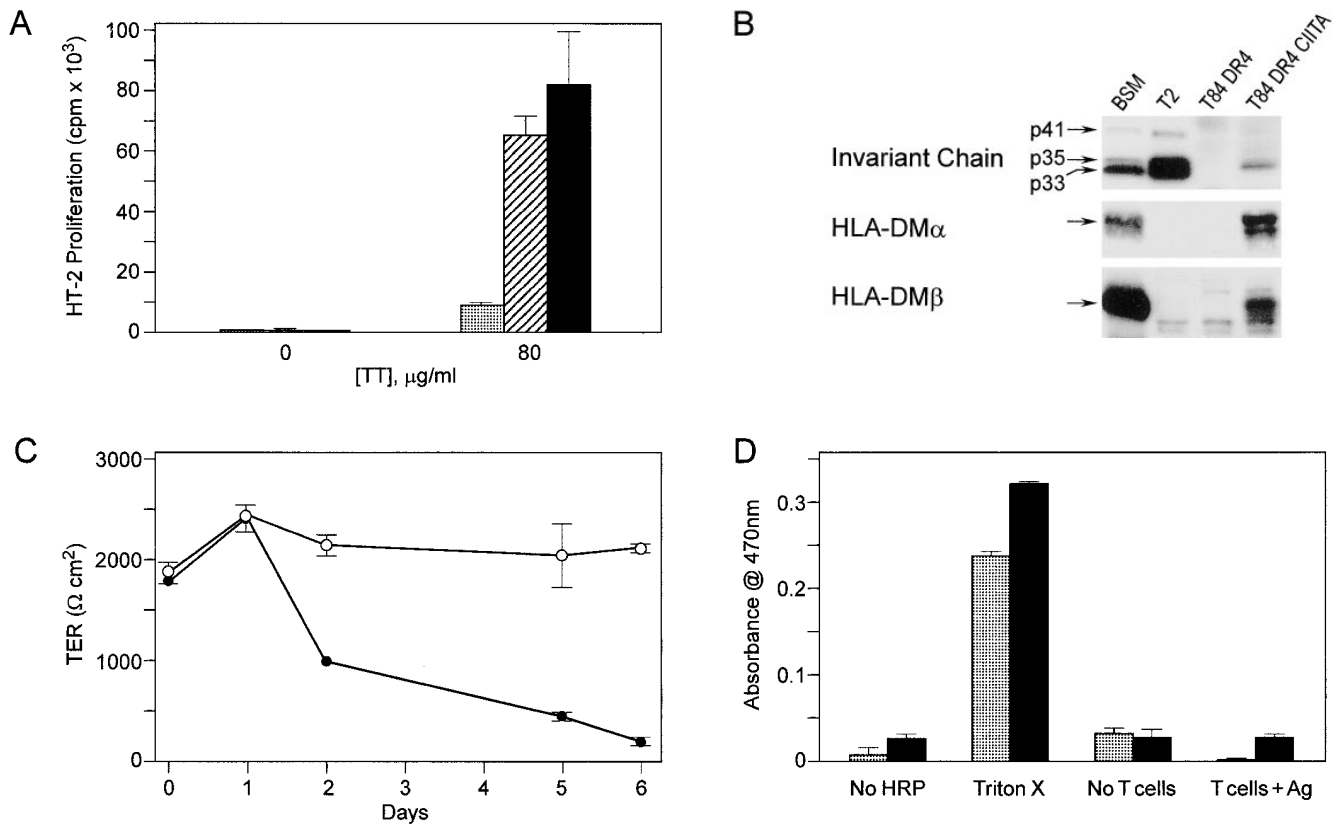 A
HT-2 Proliferation (cpm x 10³)
100
80
60
40
20
0
0
80
[TT], µg/ml
B
BSM
T2
T84 DR4
T84 DR4 CIITA
Invariant Chain
p41
p35
p33
HLA-DMα
HLA-DMβ
C
TER (Ω cm²)
3000
2000
1000
0
0 1 2 3 4 5 6
Days
D
Absorbance @ 470nm
0.3
0.2
0.1
0
No HRP
Triton X
No T cells
T cells + Ag